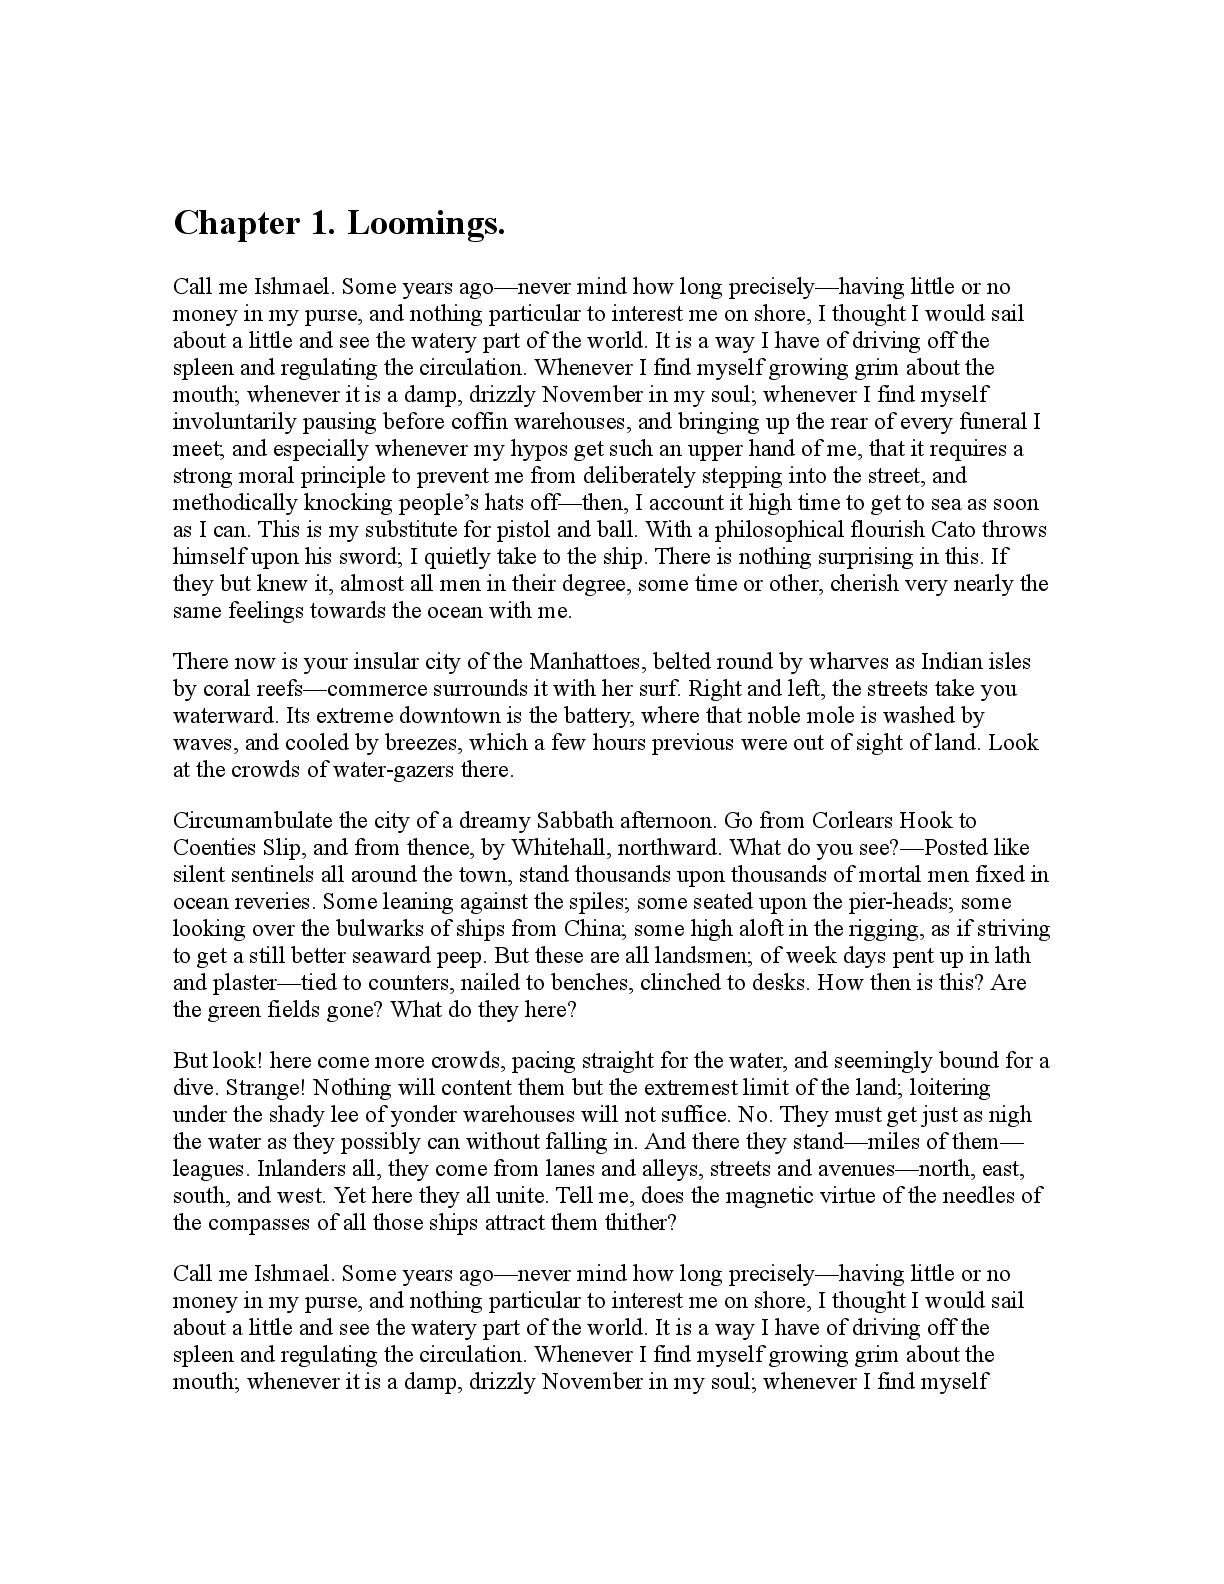 Chapter 1. Loomings.
Call me Ishmael. Some years ago—never mind how long precisely—having little or no
money in my purse, and nothing particular to interest me on shore, I thought I would sail
about a little and see the watery part of the world. It is a way I have of driving off the
spleen and regulating the circulation. Whenever I find myself growing grim about the
mouth; whenever it is a damp, drizzly November in my soul; whenever I find myself
involuntarily pausing before coffin warehouses, and bringing up the rear of every funeral I
meet; and especially whenever my hypos get such an upper hand of me, that it requires a
strong moral principle to prevent me from deliberately stepping into the street, and
methodically knocking people’s hats off—then, I account it high time to get to sea as soon
as I can. This is my substitute for pistol and ball. With a philosophical flourish Cato throws
himself upon his sword; I quietly take to the ship. There is nothing surprising in this. If
they but knew it, almost all men in their degree, some time or other, cherish very nearly the
same feelings towards the ocean with me.
There now is your insular city of the Manhattoes, belted round by wharves as Indian isles
by coral reefs—commerce surrounds it with her surf. Right and left, the streets take you
waterward. Its extreme downtown is the battery, where that noble mole is washed by
waves, and cooled by breezes, which a few hours previous were out of sight of land. Look
at the crowds of water-gazers there.
Circumambulate the city of a dreamy Sabbath afternoon. Go from Corlears Hook to
Coenties Slip, and from thence, by Whitehall, northward. What do you see?—Posted like
silent sentinels all around the town, stand thousands upon thousands of mortal men fixed in
ocean reveries. Some leaning against the spiles; some seated upon the pier-heads; some
looking over the bulwarks of ships from China; some high aloft in the rigging, as if striving
to get a still better seaward peep. But these are all landsmen; of week days pent up in lath
and plaster—tied to counters, nailed to benches, clinched to desks. How then is this? Are
the green fields gone? What do they here?
But look! here come more crowds, pacing straight for the water, and seemingly bound for a
dive. Strange! Nothing will content them but the extremest limit of the land; loitering
under the shady lee of yonder warehouses will not suffice. No. They must get just as nigh
the water as they possibly can without falling in. And there they stand—miles of them—
leagues. Inlanders all, they come from lanes and alleys, streets and avenues—north, east,
south, and west. Yet here they all unite. Tell me, does the magnetic virtue of the needles of
the compasses of all those ships attract them thither?
Call me Ishmael. Some years ago—never mind how long precisely—having little or no
money in my purse, and nothing particular to interest me on shore, I thought I would sail
about a little and see the watery part of the world. It is a way I have of driving off the
spleen and regulating the circulation. Whenever I find myself growing grim about the
mouth; whenever it is a damp, drizzly November in my soul; whenever I find myself